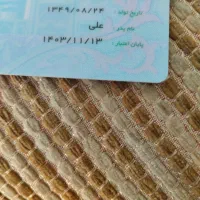 تاریخ تولد : ۱۳۴۹/۰۸/۲۴
نام پدر : علی
پایان اعتبار : ۱۴۰۳/۱۱/۱۳